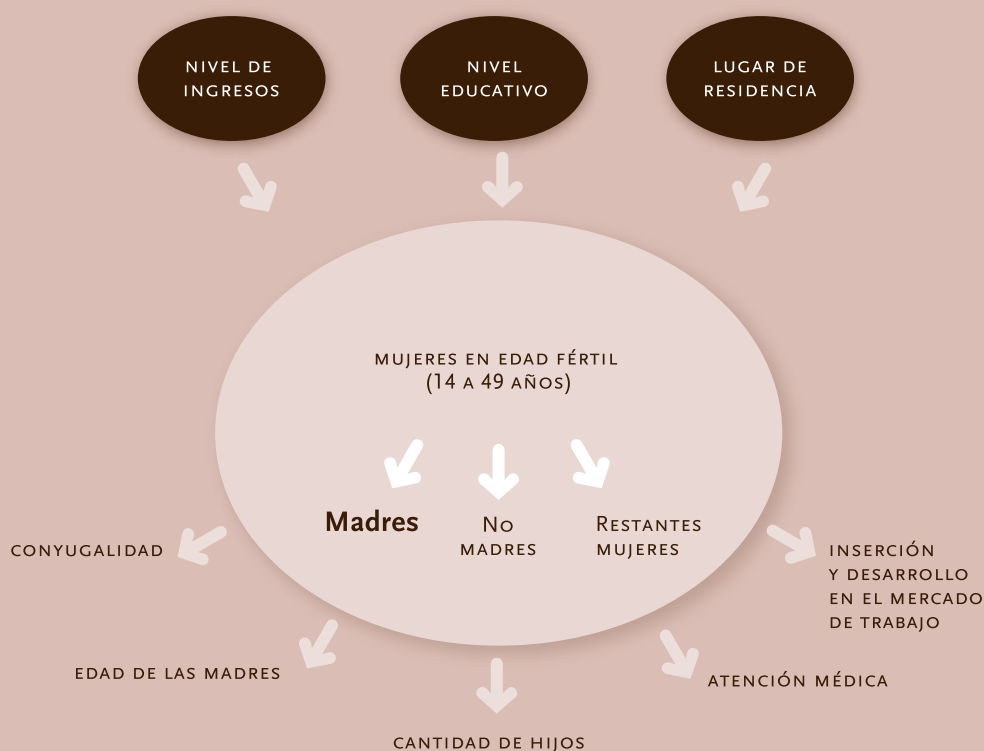 NIVEL DE
INGRESOS
NIVEL
EDUCATIVO
LUGAR DE
RESIDENCIA
MUJERES EN EDAD FÉRTIL
(14 A 49 AÑOS)
Madres
No
MADRES
RESTANTES
MUJERES
CONYUGALIDAD
EDAD DE LAS MADRES
CANTIDAD DE HIJOS
ATENCIÓN MÉDICA
INSERCIÓN
Y DESARROLLO
EN EL MERCADO
DE TRABAJO